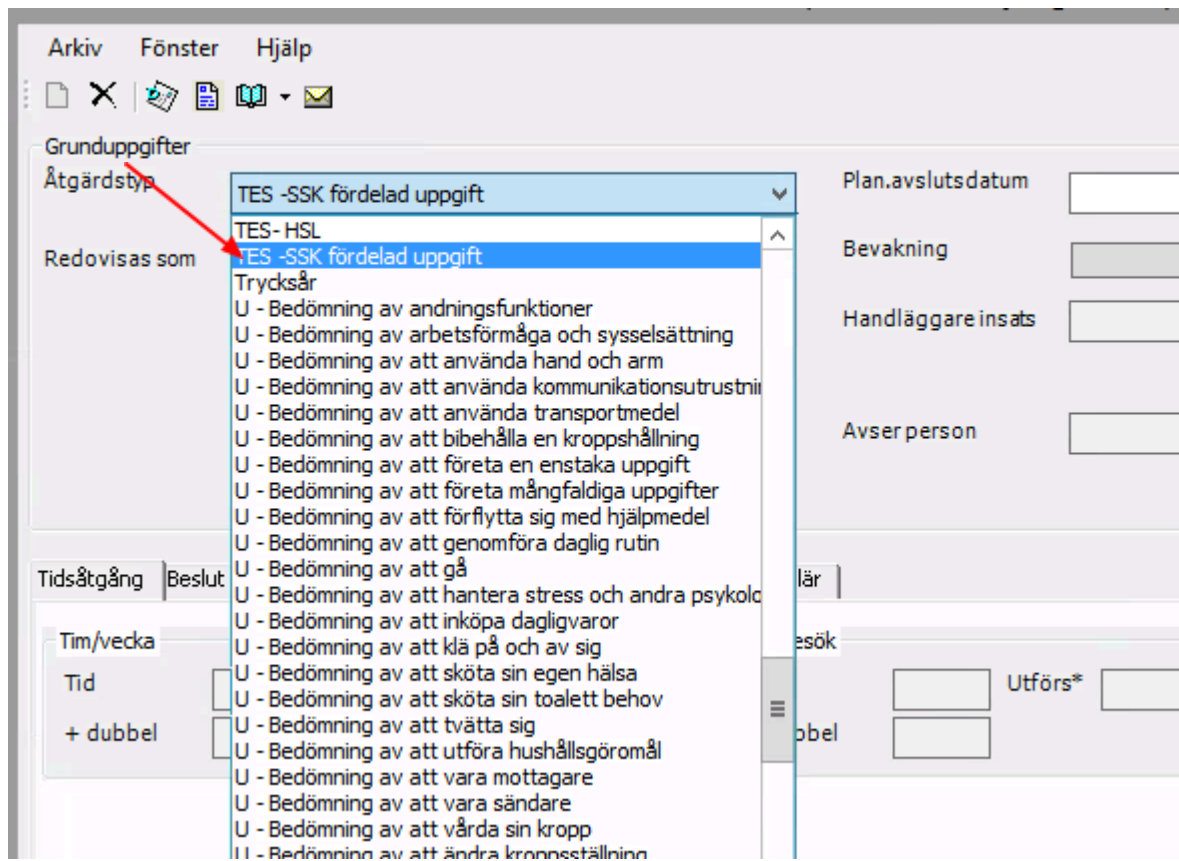 Arkiv Fönster Hjälp
Grunduppgifter
Åtgärdstyp
TES -SSK fördelad uppgift
Plan.avslutsdatum
Redovisas som
Bevakning
Handläggare insats
Avser person
TES- HSL
TES -SSK fördelad uppgift
Trycksår
U - Bedömning av andningsfunktioner
U - Bedömning av arbetsförmåga och sysselsättning
U - Bedömning av att använda hand och arm
U - Bedömning av att använda kommunikationsutrustnin
U - Bedömning av att använda transportmedel
U - Bedömning av att bibehålla en kroppshållning
U - Bedömning av att företa en enstaka uppgift
U - Bedömning av att företa mångfaldiga uppgifter
U - Bedömning av att förflytta sig med hjälpmedel
U - Bedömning av att genomföra daglig rutin
U - Bedömning av att gå
U - Bedömning av att hantera stress och andra psykolo
U - Bedömning av att inköpa dagligvaror
U - Bedömning av att klä på och av sig
U - Bedömning av att sköta sin egen hälsa
U - Bedömning av att sköta sin toalett behov
U - Bedömning av att tvätta sig
U - Bedömning av att utföra hushållsgöromål
U - Bedömning av att vara mottagare
U - Bedömning av att vara sändare
U - Bedömning av att vårda sin kropp
U - Bedömning av att ändra kroppsställning
Tidsåtgång Beslut lär
Tim/vecka esök
Tid Utförs*
+ dubbel bbel